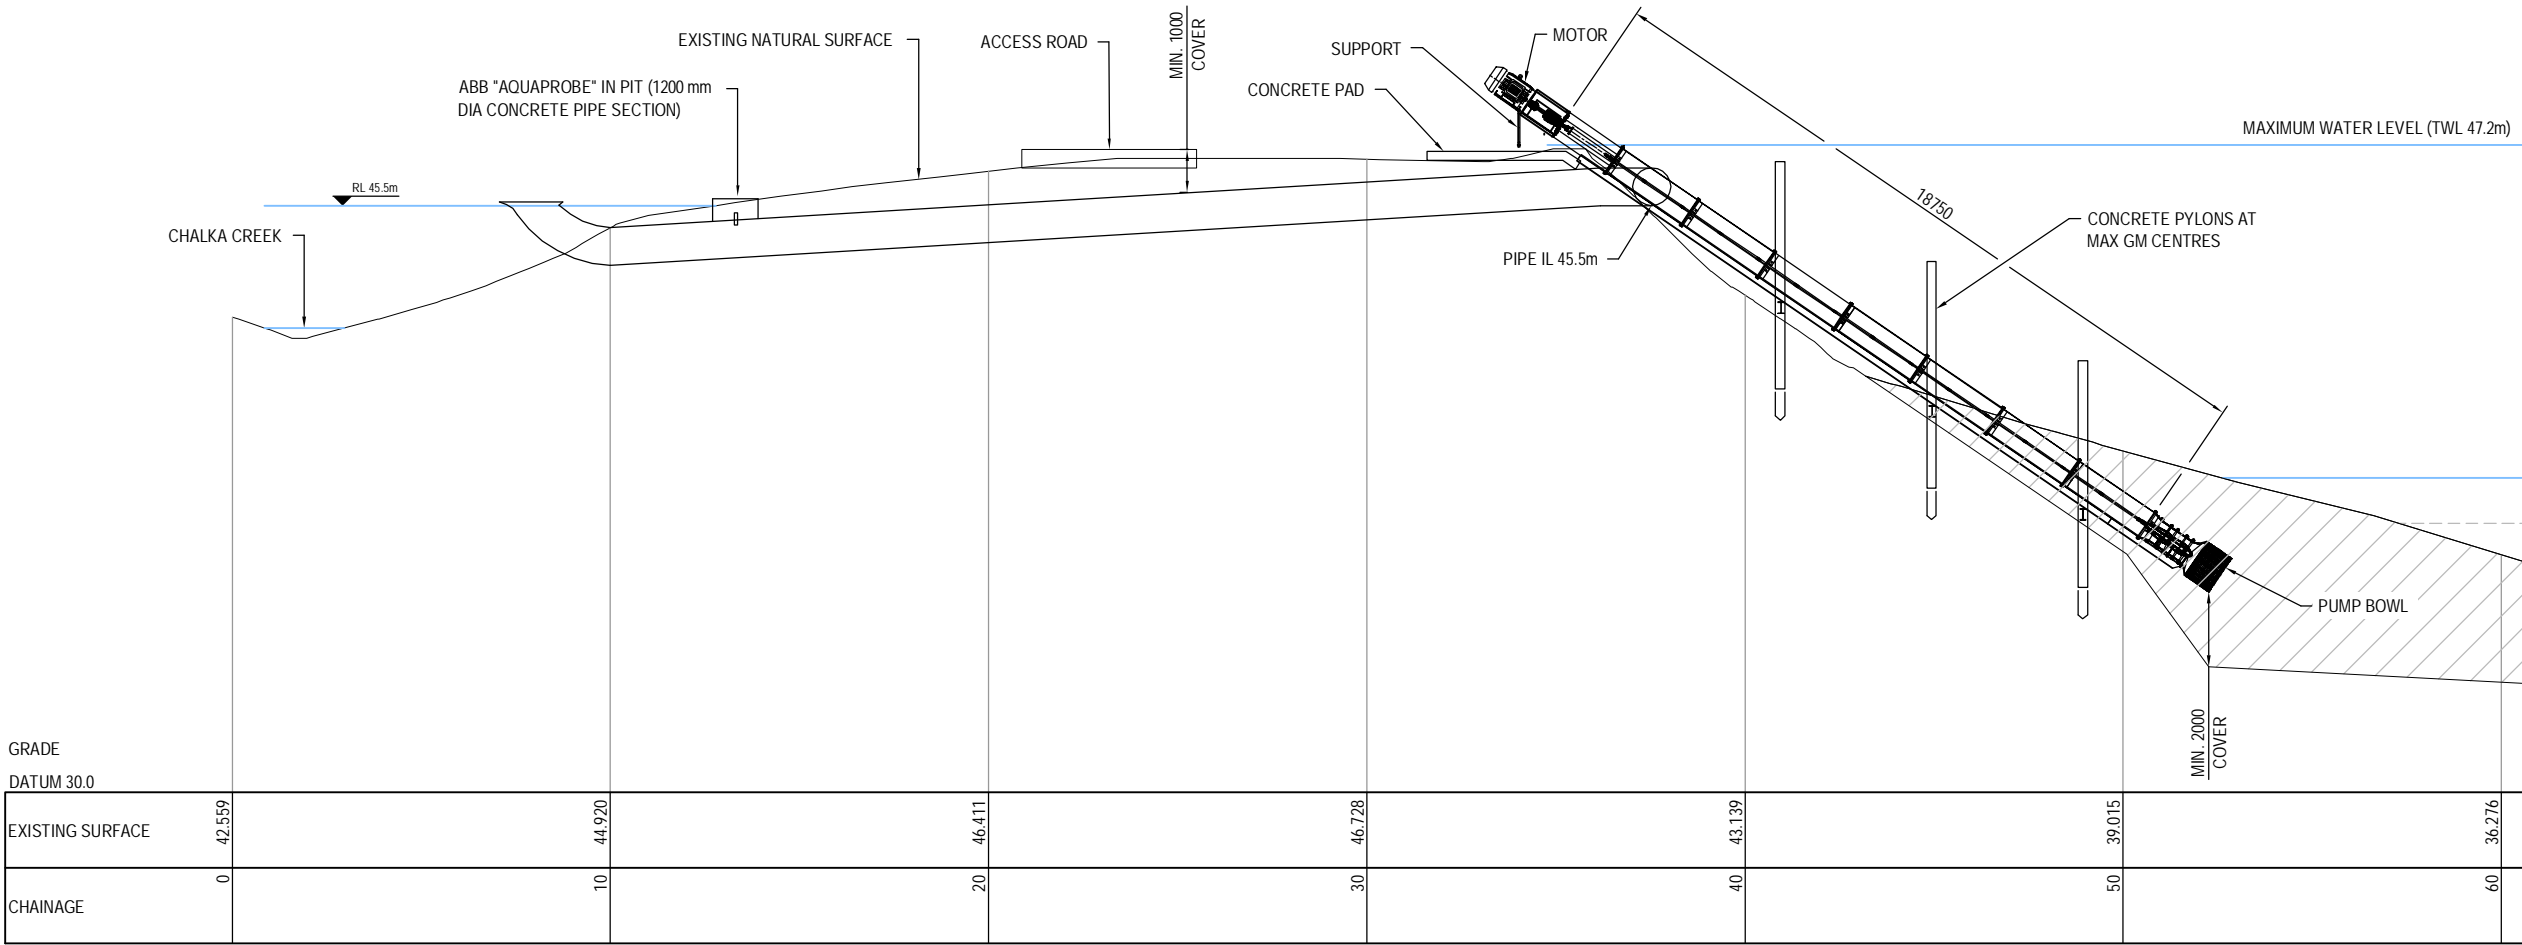 EXISTING NATURAL SURFACE
ACCESS ROAD
MIN. 1000
COVER
SUPPORT
MOTOR
ABB "AQUAPROBE" IN PIT (1200 mm
DIA CONCRETE PIPE SECTION)
CONCRETE PAD
MAXIMUM WATER LEVEL (TWL 47.2m)
RL 45.5m
18750
CHALKA CREEK
CONCRETE PYLONS AT
MAX GM CENTRES
PIPE IL 45.5m
PUMP BOWL
MIN. 2000
COVER
GRADE
DATUM 30.0
EXISTING SURFACE 42.559 44.920 46.411 46.728 43.139 39.015 36.276
CHAINAGE 0 10 20 30 40 50 60